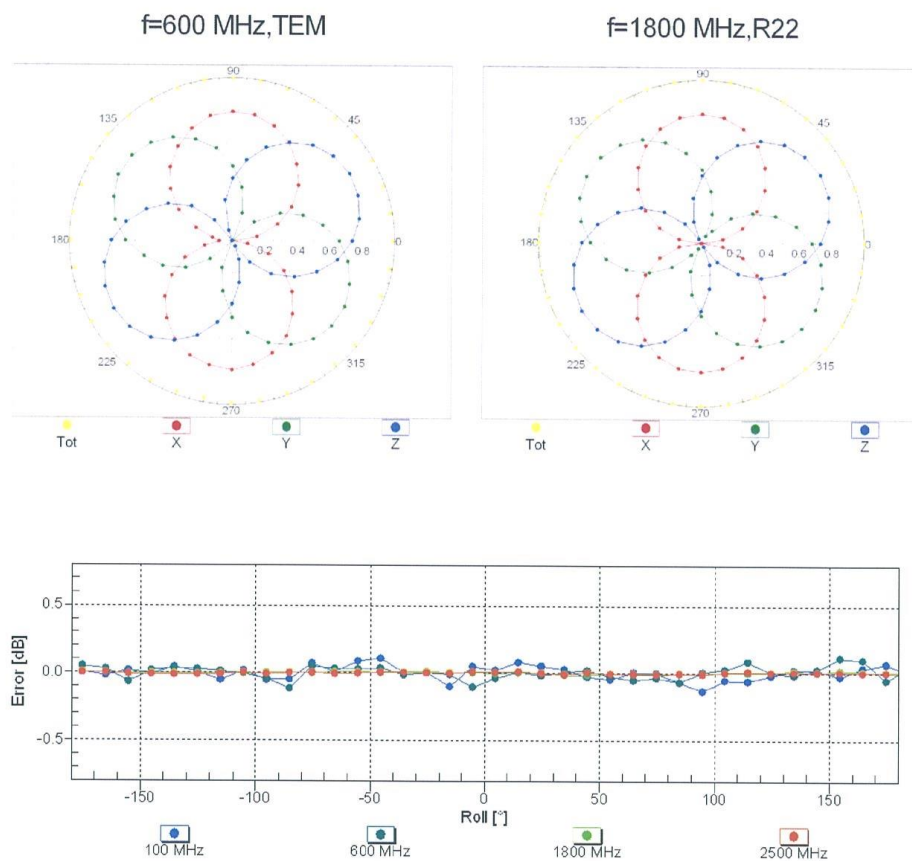 f=600 MHz,TEM
f=1800 MHz,R22
90
135
45
180
0.2 0.4 0.6 0.8
0
225
315
270
Tot
X
Y
Z
90
135
45
180
0.2 0.4 0.6 0.8
0
225
315
270
Tot
X
Y
Z
Error [dB]
0.5
0.0
-0.5
-150
-100
-50
0
50
100
150
Roll [°]
100 MHz
600 MHz
1800 MHz
2500 MHz